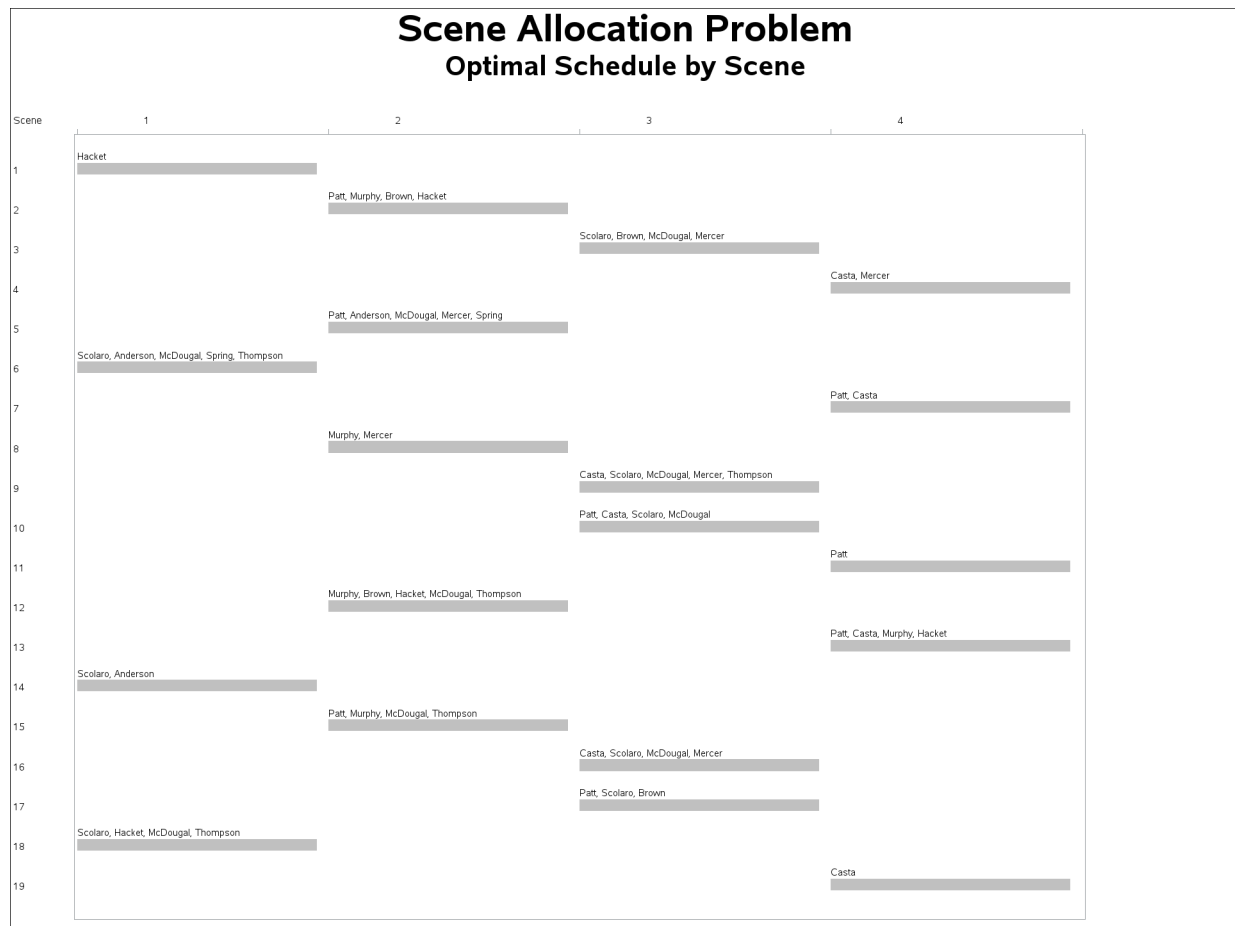 Scene Allocation Problem
Optimal Schedule by Scene
Scene 1 2 3 4
Hacket
1
Patt, Murphy, Brown, Hacket
2
Scolaro, Brown, McDougal, Mercer
3
Casta, Mercer
4
Patt, Anderson, McDougal, Mercer, Spring
5
Scolaro, Anderson, McDougal, Spring, Thompson
6
Patt, Casta
7
Murphy, Mercer
8
Casta, Scolaro, McDougal, Mercer, Thompson
9
Patt, Casta, Scolaro, McDougal
10
Patt
11
Murphy, Brown, Hacket, McDougal, Thompson
12
Patt, Casta, Murphy, Hacket
13
Scolaro, Anderson
14
Patt, Murphy, McDougal, Thompson
15
Casta, Scolaro, McDougal, Mercer
16
Patt, Scolaro, Brown
17
Scolaro, Hacket, McDougal, Thompson
18
Casta
19